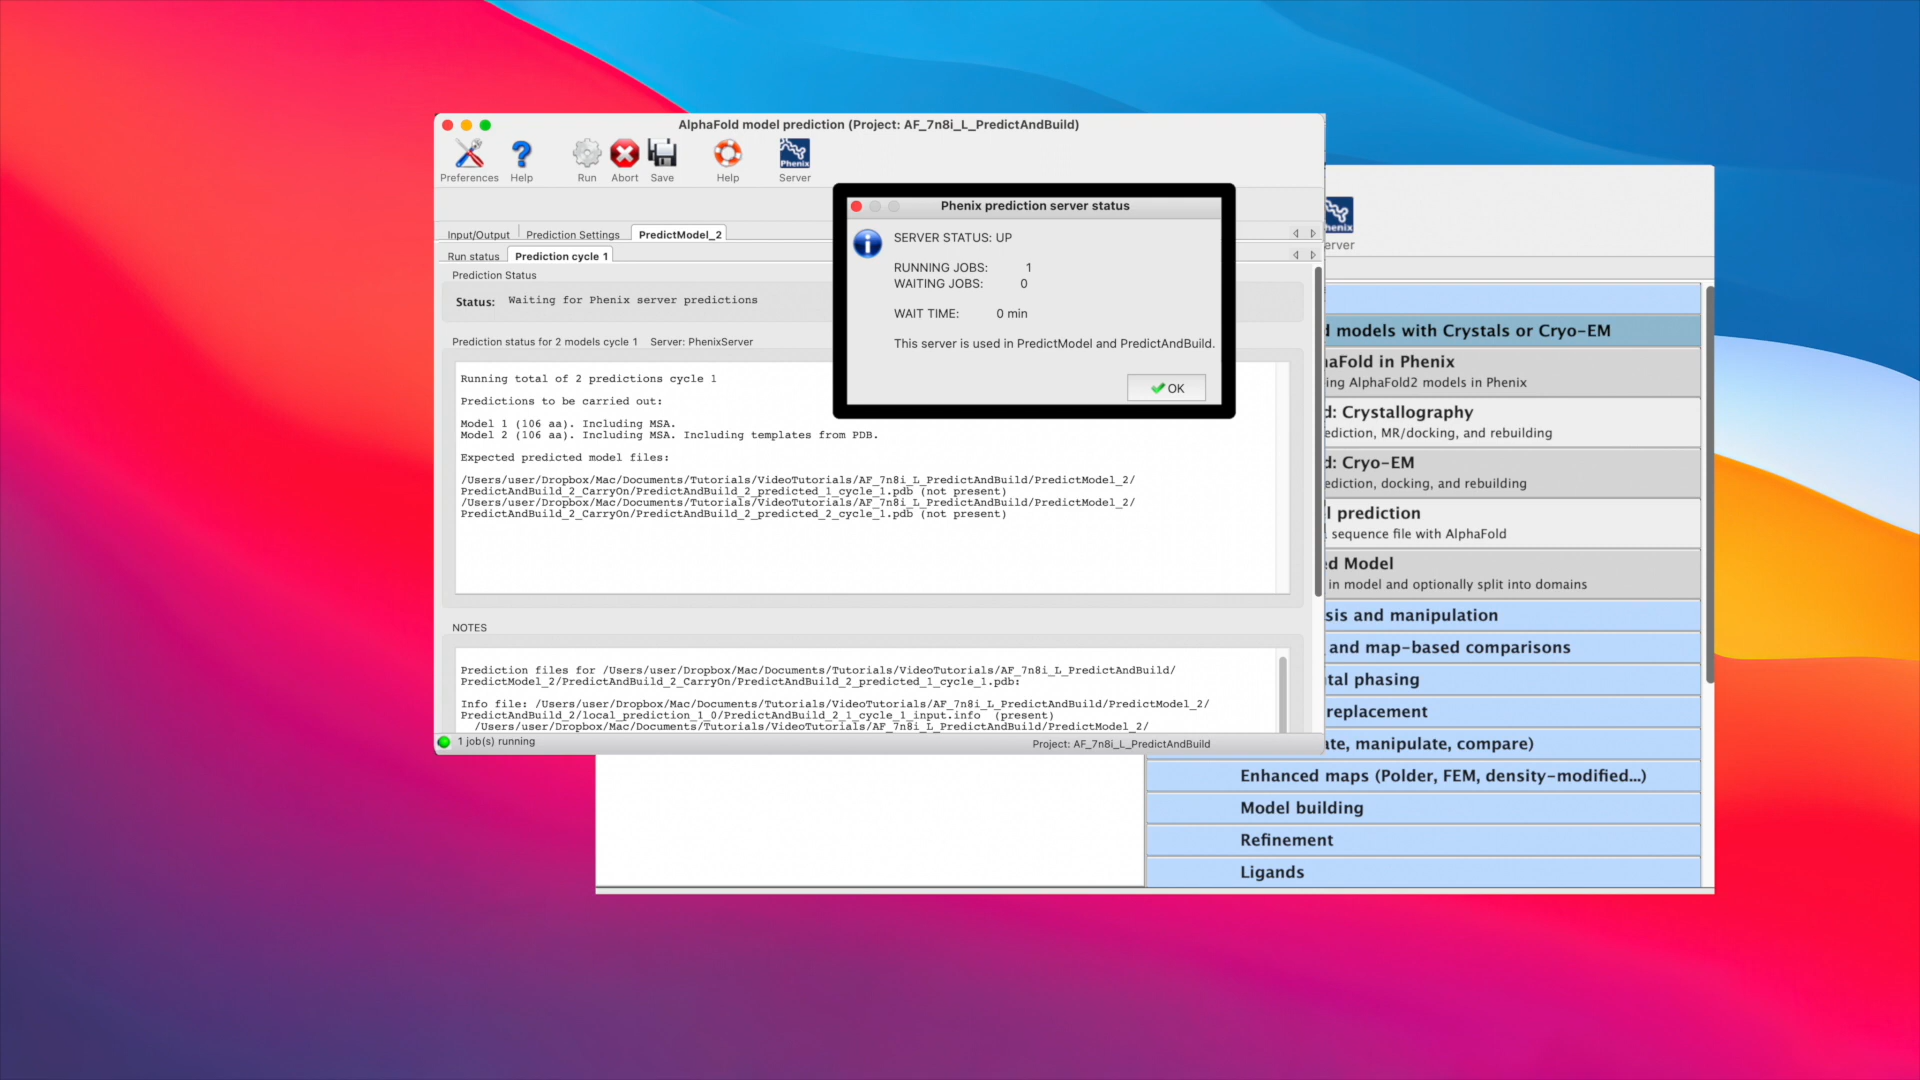 AlphaFold model prediction (Project: AF_7n8i_L_PredictAndBuild)
Preferences Help Run Abort Save Help Phenix Server
Input/Output Prediction Settings PredictModel_2
Run status Prediction cycle 1
Prediction Status
Status: Waiting for Phenix server predictions
Prediction status for 2 models cycle 1 Server: PhenixServer
Running total of 2 predictions cycle 1
Predictions to be carried out:
Model 1 (106 aa). Including MSA.
Model 2 (106 aa). Including MSA. Including templates from PDB.
Expected predicted model files:
/Users/user/Dropbox/Mac/Documents/Tutorials/VideoTutorials/AF_7n8i_L_PredictAndBuild/PredictModel_2/
PredictAndBuild_2_CarryOn/PredictAndBuild_2_predicted_1_cycle_1.pdb (not present)
/Users/user/Dropbox/Mac/Documents/Tutorials/VideoTutorials/AF_7n8i_L_PredictAndBuild/PredictModel_2/
PredictAndBuild_2_CarryOn/PredictAndBuild_2_predicted_2_cycle_1.pdb (not present)
NOTES
Prediction files for /Users/user/Dropbox/Mac/Documents/Tutorials/VideoTutorials/AF_7n8i_L_PredictAndBuild/
PredictModel_2/PredictAndBuild_2_CarryOn/PredictAndBuild_2_predicted_1_cycle_1.pdb:
Info file: /Users/user/Dropbox/Mac/Documents/Tutorials/VideoTutorials/AF_7n8i_L_PredictAndBuild/PredictModel_2/
PredictAndBuild_2/local_prediction_1_0/PredictAndBuild_2_1_cycle_1_input.info (present)
/Users/user/Dropbox/Mac/Documents/Tutorials/VideoTutorials/AF_7n8i_L_PredictAndBuild/PredictModel_2/
1 job(s) running
Project: AF_7n8i_L_PredictAndBuild
Phenix prediction server status
SERVER STATUS: UP
RUNNING JOBS: 1
WAITING JOBS: 0
WAIT TIME: 0 min
This server is used in PredictModel and PredictAndBuild.
OK
henix
erver
d models with Crystals or Cryo-EM
haFold in Phenix
ing AlphaFold2 models in Phenix
d: Crystallography
ediction, MR/docking, and rebuilding
d: Cryo-EM
ediction, docking, and rebuilding
l prediction
sequence file with AlphaFold
ed Model
in model and optionally split into domains
sis and manipulation
and map-based comparisons
tal phasing
replacement
ate, manipulate, compare)
Enhanced maps (Polder, FEM, density-modified...)
Model building
Refinement
Ligands